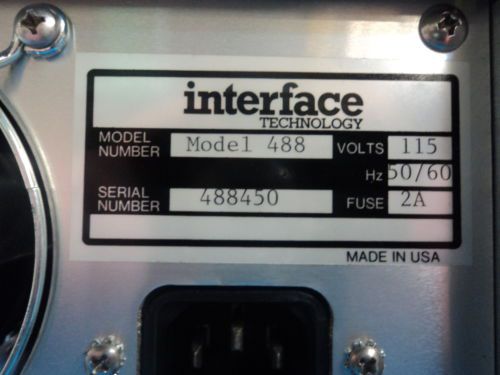 interface
TECHNOLOGY
MODEL NUMBER Model 488 VOLTS 115
Hz 50/60
SERIAL NUMBER 488450 FUSE 2A
MADE IN USA